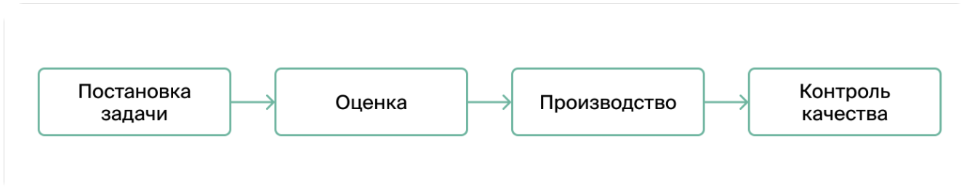 Постановка
задачи
Оценка
Производство
Контроль
качества